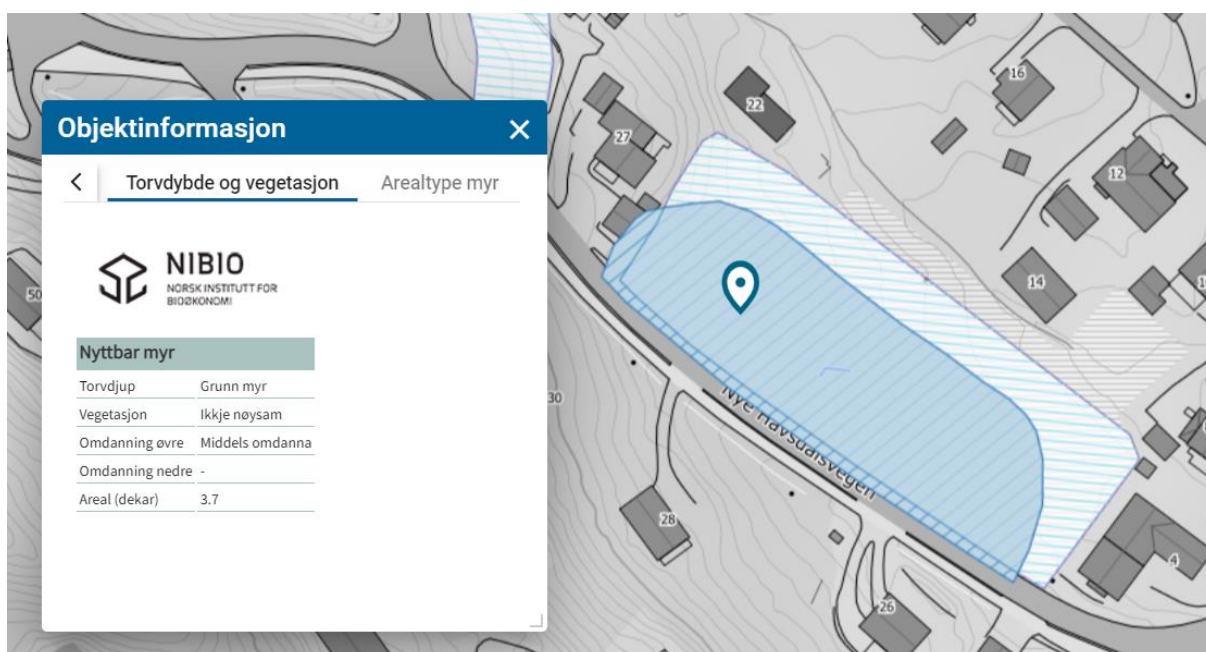 Objektinformasjon
Torvdybde og vegetasjon Arealtype myr
NIBIO
NORSK INSTITUTT FOR
BIOØKONOMI
Nyttbar myr
Torvdjup Grunn myr
Vegetasjon Ikkje nøysam
Omdanning øvre Middels omdanna
Omdanning nedre -
Areal (dekar) 3.7
16
22
27
12
14
50
30
Nye Havsdalsvegen
28
4
26